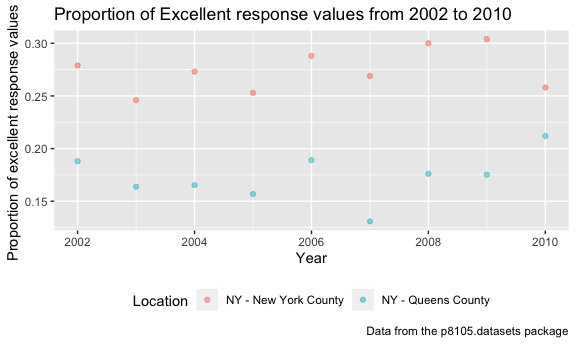 Proportion of Excellent response values from 2002 to 2010
Proportion of excellent response values
0.30
0.25
0.20
0.15
2002 2004 2006 2008 2010
Year
Location NY - New York County NY - Queens County
Data from the p8105.datasets package